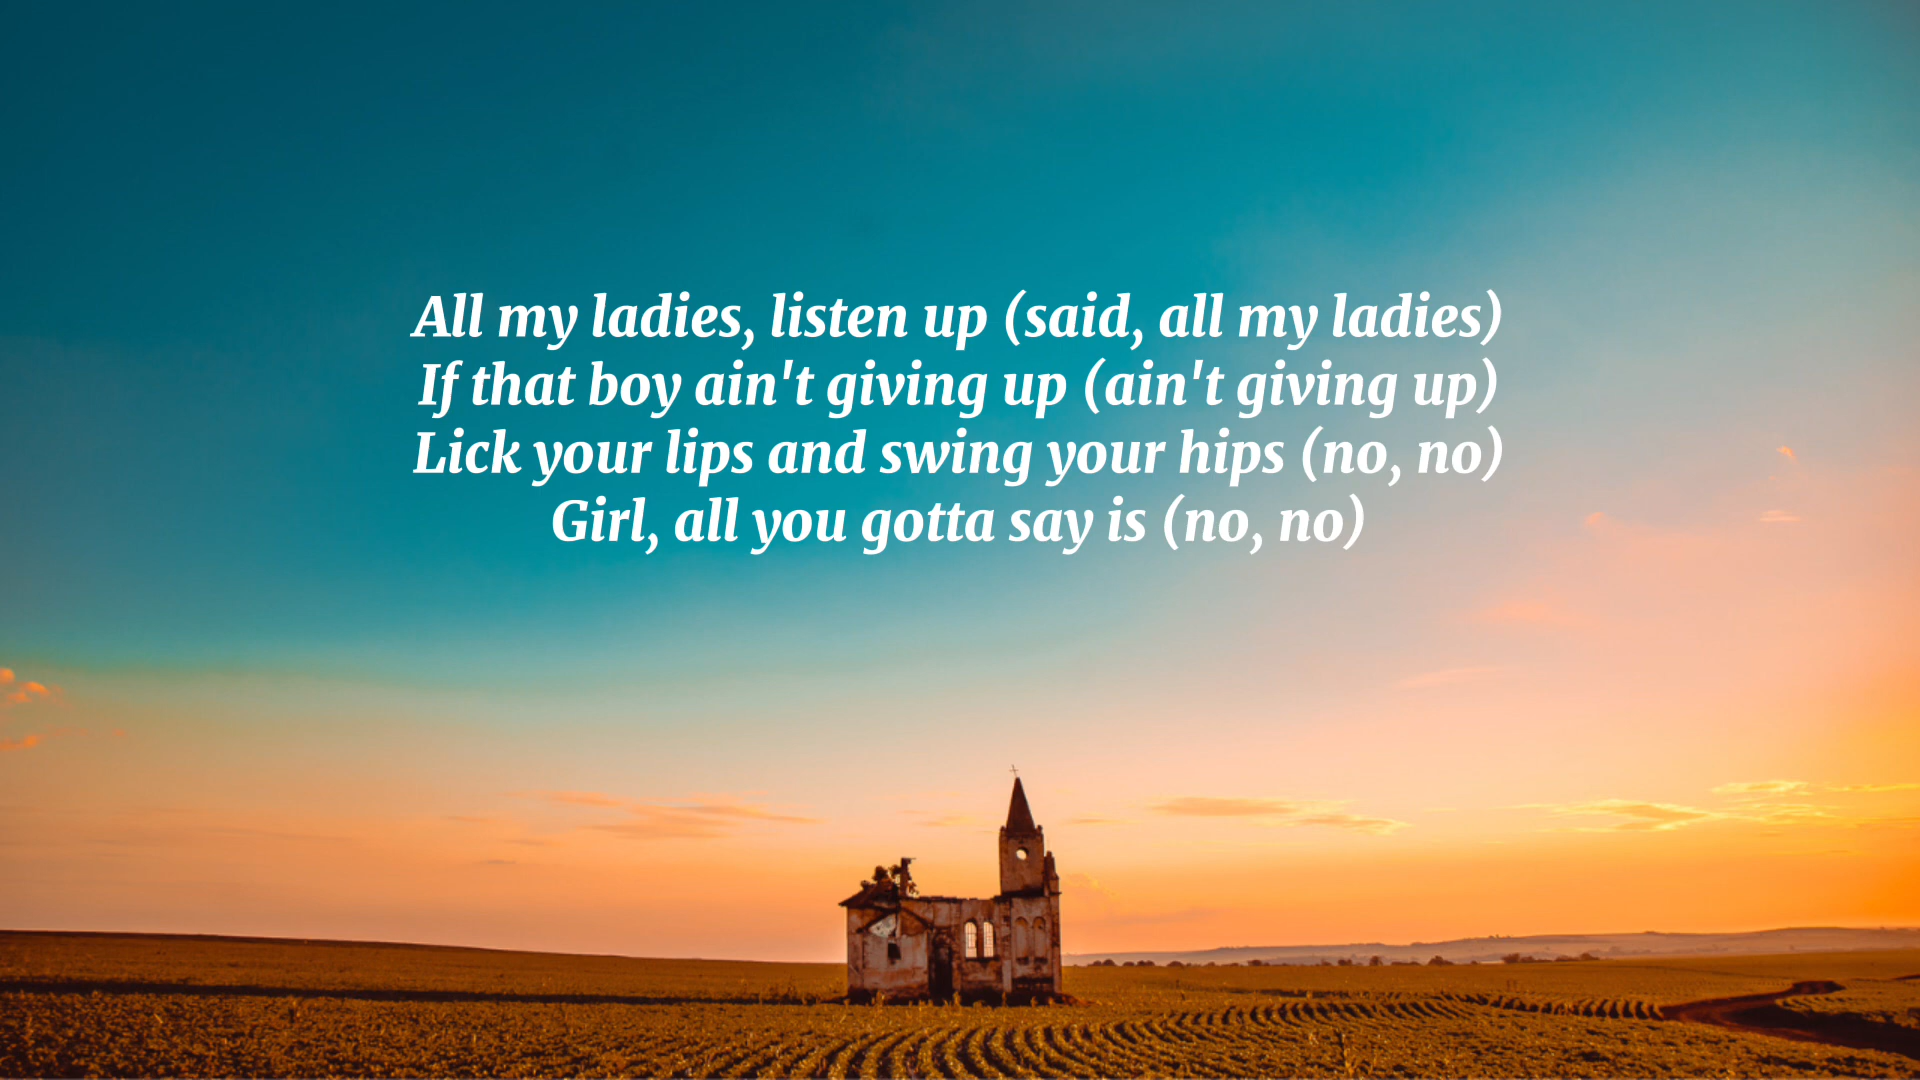 All my ladies, listen up (said, all my ladies)
If that boy ain't giving up (ain't giving up)
Lick your lips and swing your hips (no, no)
Girl, all you gotta say is (no, no)